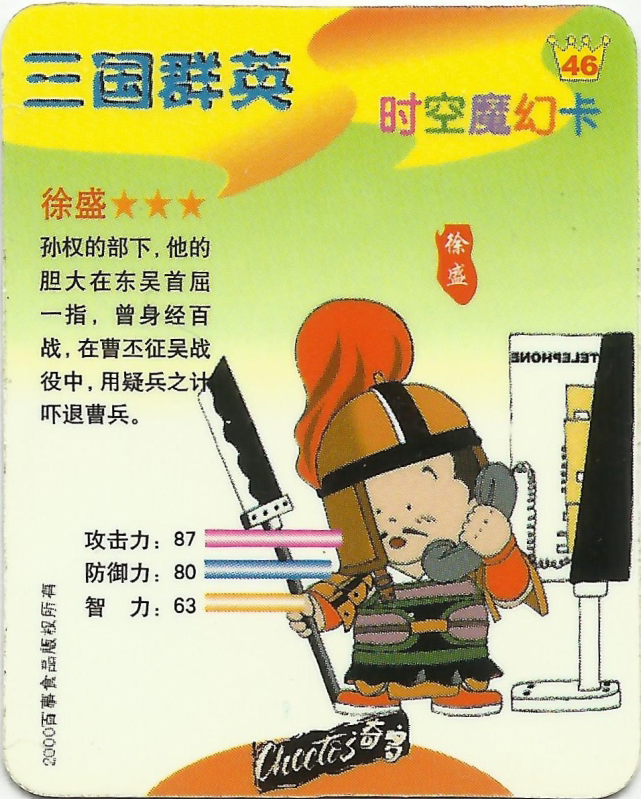 三国群英
46
时空魔幻卡
徐盛★★★
孙权的部下，他的
胆大在东吴首屈
一指，曾身经百
战，在曹丕征吴战
役中，用疑兵之计
吓退曹兵。
徐盛
TELEPHONE
攻击力：87
防御力：80
智 力：63
2000百事食品版权所有
Cheetos奇多